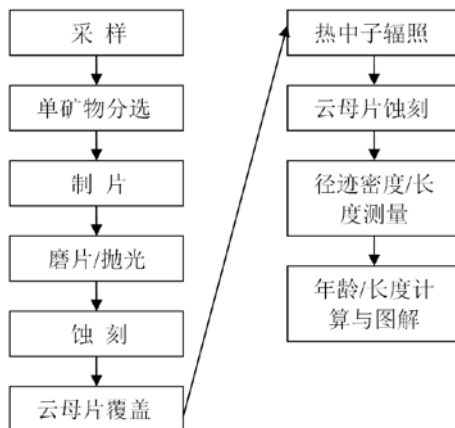 采 样
单矿物分选
制 片
磨片/抛光
蚀 刻
云母片覆盖
热中子辐照
云母片蚀刻
径迹密度/长
度测量
年龄/长度计
算与图解